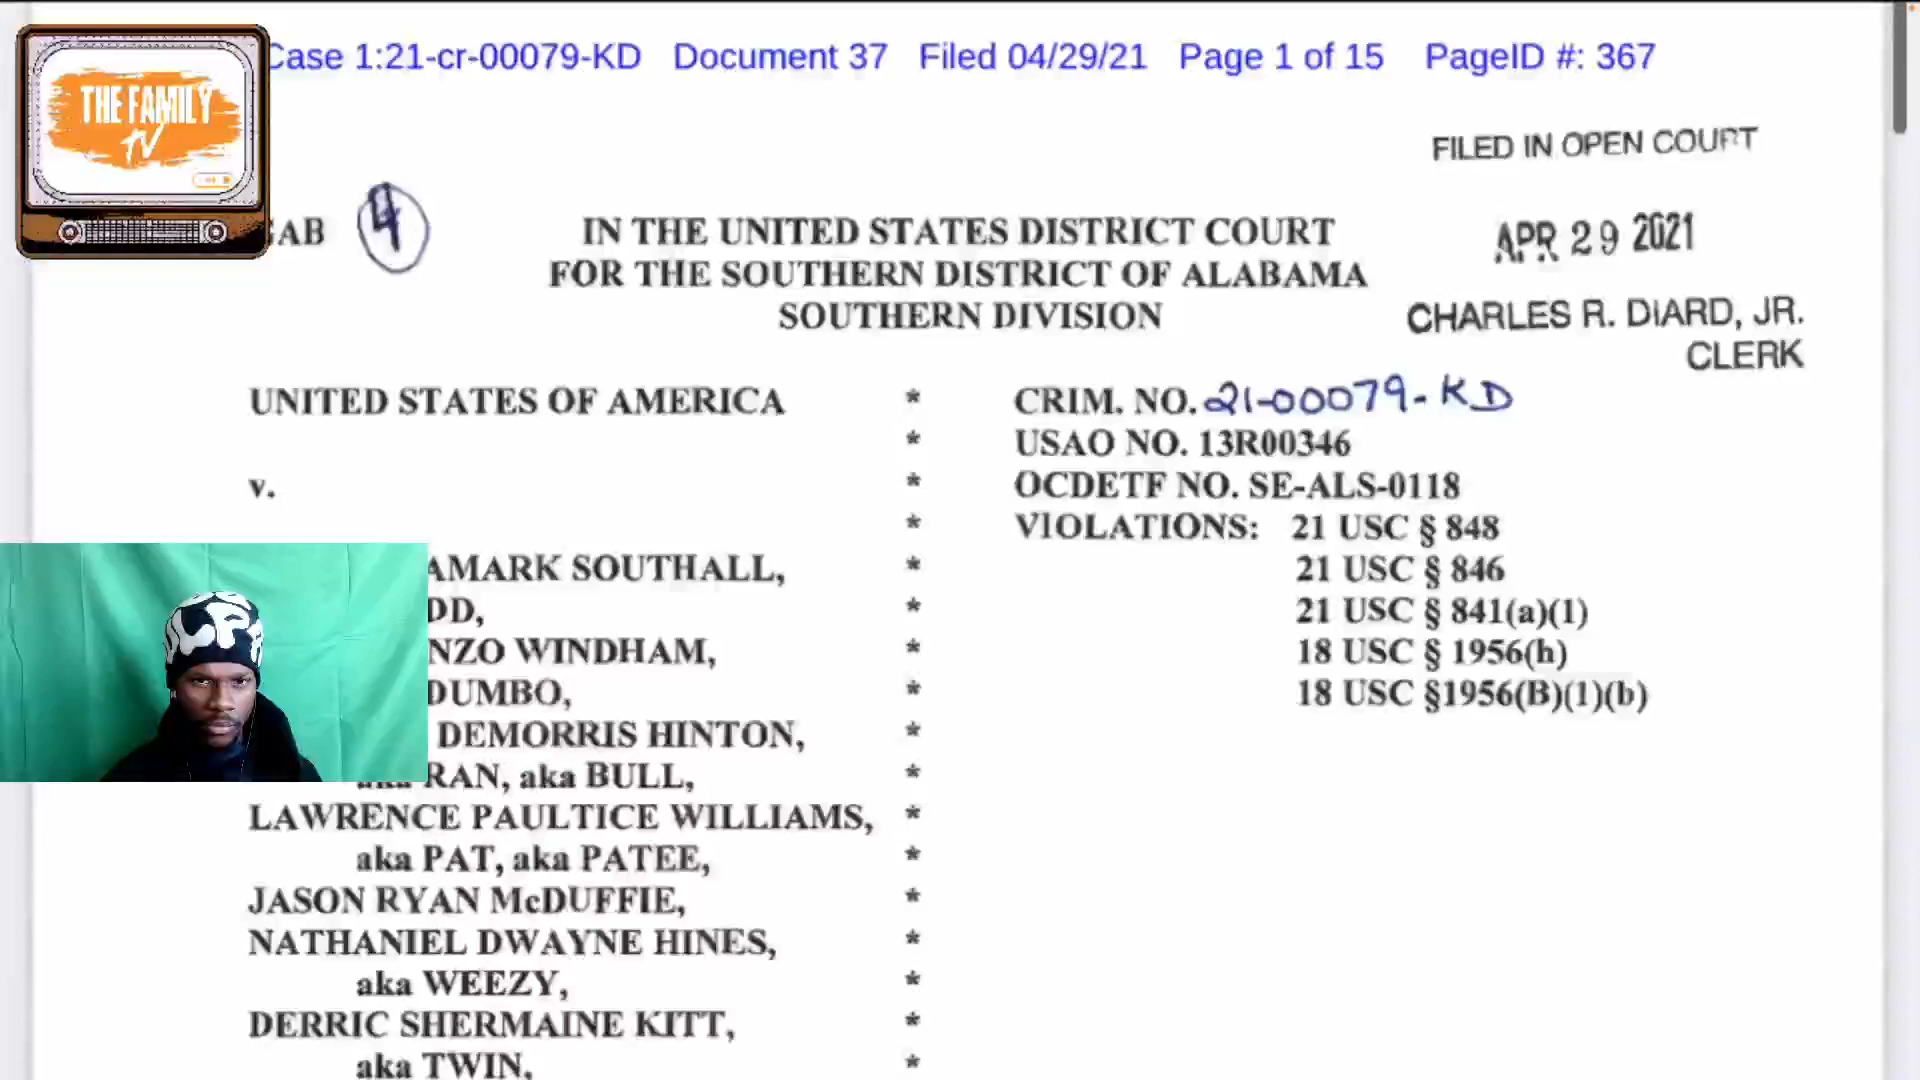 THE FAMILY
TV
Case 1:21-cr-00079-KD Document 37 Filed 04/29/21 Page 1 of 15 PageID #: 367
FILED IN OPEN COURT
APR 29 2021
CHARLES R. DIARD, JR.
CLERK
4
IN THE UNITED STATES DISTRICT COURT
FOR THE SOUTHERN DISTRICT OF ALABAMA
SOUTHERN DIVISION
UNITED STATES OF AMERICA * CRIM. NO. 21-00079-KD
* USAO NO. 13R00346
v. * OCDETF NO. SE-ALS-0118
* VIOLATIONS: 21 USC § 848
AMARK SOUTHALL, * 21 USC § 846
DD, * 21 USC § 841(a)(1)
NZO WINDHAM, * 18 USC § 1956(h)
DUMBO, * 18 USC §1956(B)(1)(b)
DEMORRIS HINTON, *
aka RAN, aka BULL, *
LAWRENCE PAULTICE WILLIAMS, *
aka PAT, aka PATEE, *
JASON RYAN McDUFFIE, *
NATHANIEL DWAYNE HINES, *
aka WEEZY, *
DERRIC SHERMAINE KITT, *
aka TWIN, *